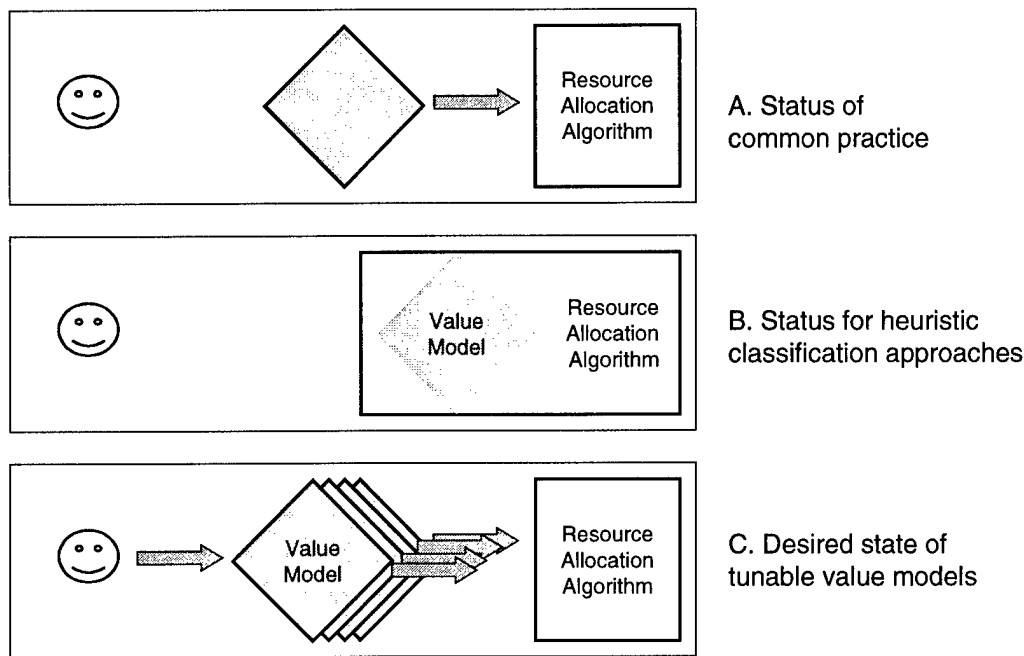 Resource
Allocation
Algorithm
A. Status of
common practice
Value
Model
Resource
Allocation
Algorithm
B. Status for heuristic
classification approaches
Value
Model
Resource
Allocation
Algorithm
C. Desired state of
tunable value models